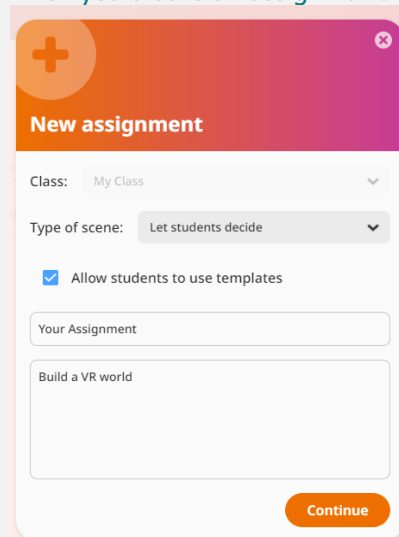 New assignment
Class: My Class
Type of scene: Let students decide
Allow students to use templates
Your Assignment
Build a VR world
Continue